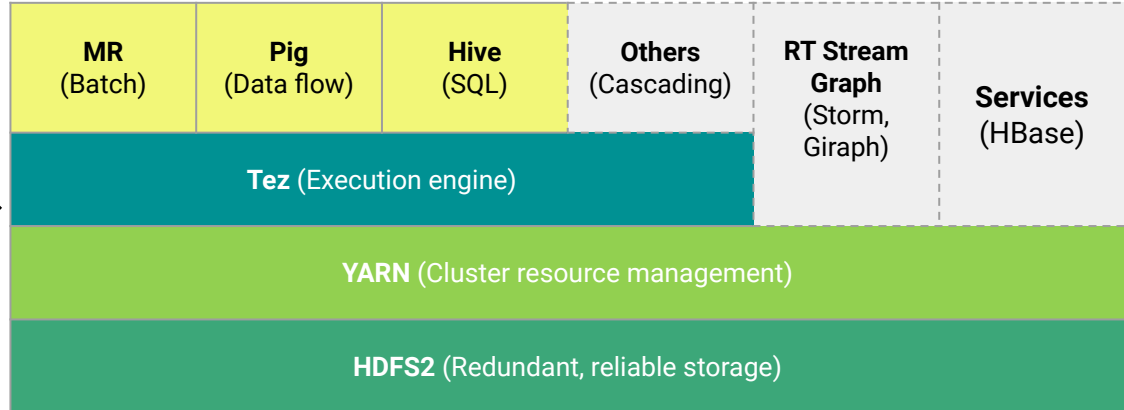 MR
(Batch)
Pig
(Data flow)
Hive
(SQL)
Others
(Cascading)
RT Stream
Graph
(Storm,
Giraph)
Services
(HBase)
Tez (Execution engine)
YARN (Cluster resource management)
HDFS2 (Redundant, reliable storage)